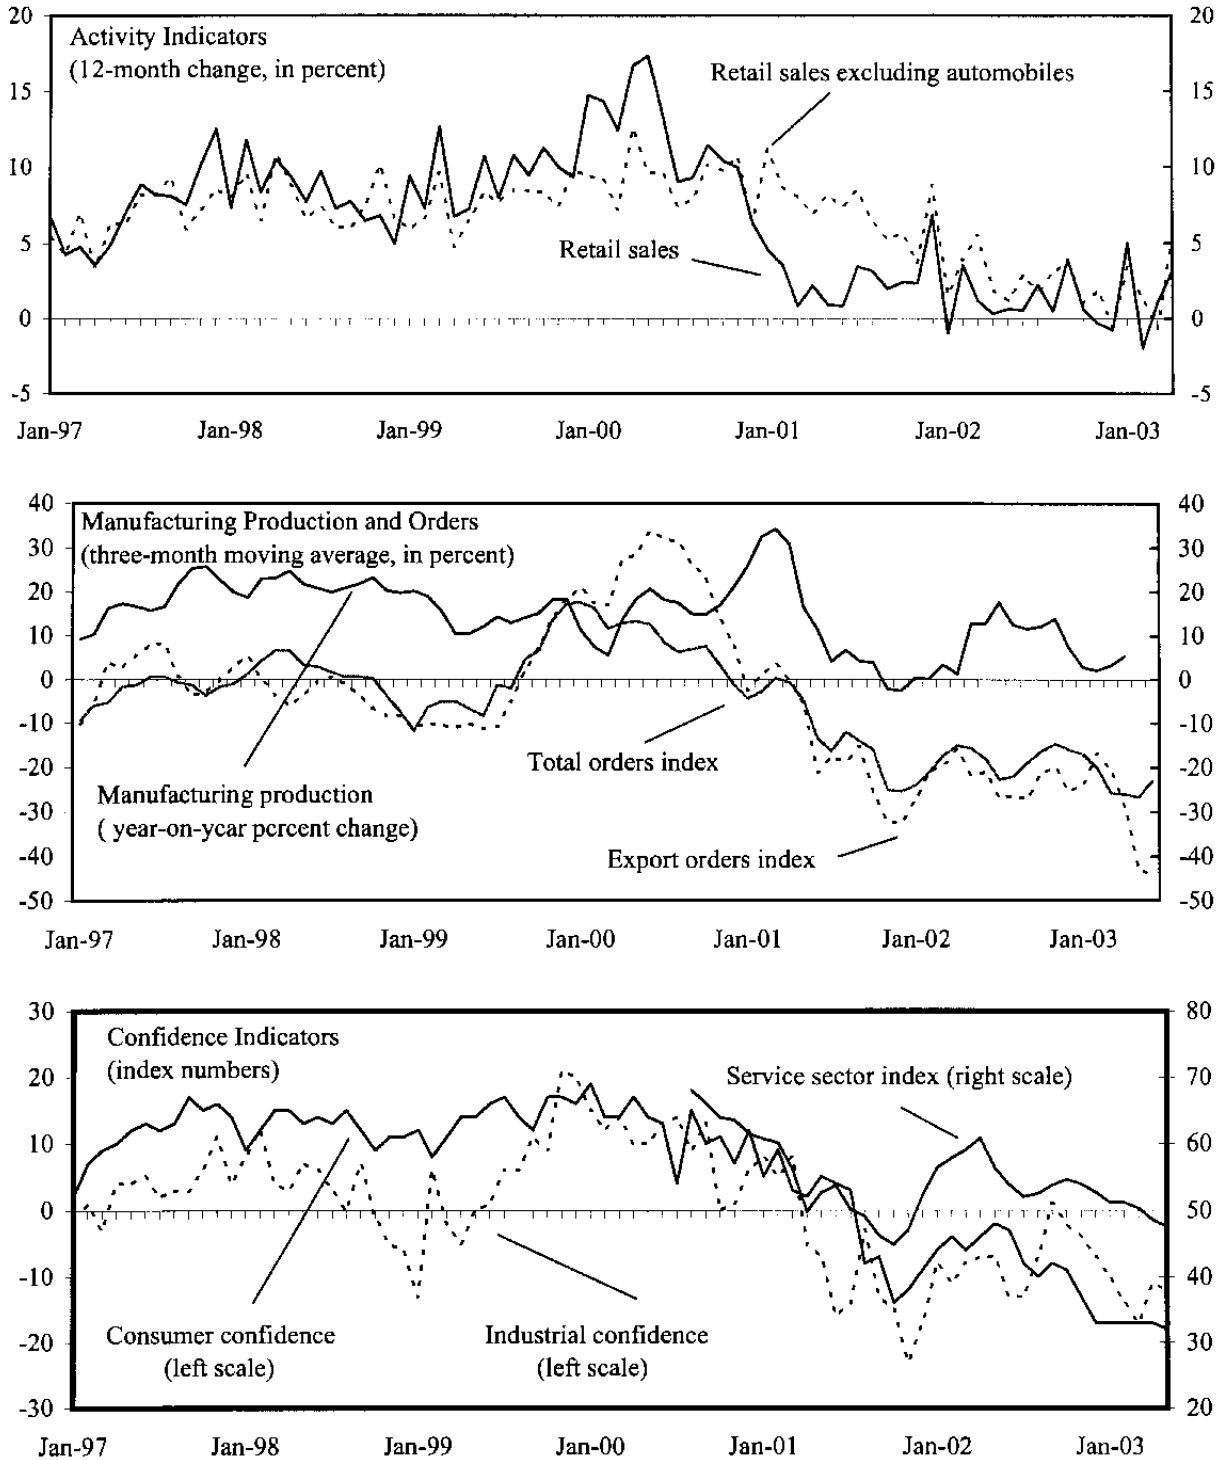 20 20
Activity Indicators
(12-month change, in percent)
Retail sales excluding automobiles
15 15
10 10
Retail sales
5 5
0 0
-5 -5
Jan-97 Jan-98 Jan-99 Jan-00 Jan-01 Jan-02 Jan-03
40 40
Manufacturing Production and Orders
(three-month moving average, in percent)
30 30
20 20
10 10
0 0
-10 -10
Total orders index
-20 -20
Manufacturing production
-30 -30
( year-on-year percent change)
Export orders index
-40 -40
-50 -50
Jan-97 Jan-98 Jan-99 Jan-00 Jan-01 Jan-02 Jan-03
30 80
Confidence Indicators
(index numbers)
Service sector index (right scale)
20 70
10 60
0 50
-10 40
Consumer confidence Industrial confidence
-20 30
(left scale) (left scale)
-30 20
Jan-97 Jan-98 Jan-99 Jan-00 Jan-01 Jan-02 Jan-03